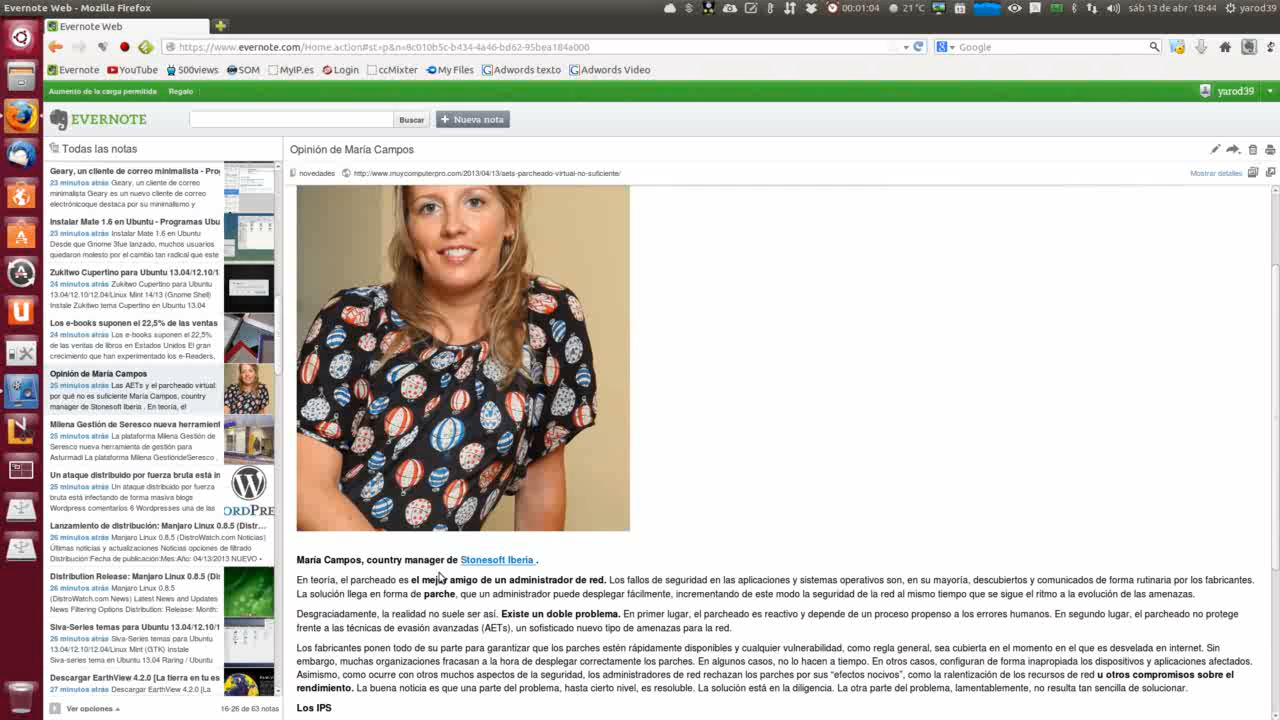 Evernote Web - Mozilla Firefox
00:01:04
21 °C
sáb 13 de abr
18:44
yarod39
Evernote Web
https://www.evernote.com/Home.action#st=p&n=8c010b5c-b434-4a46-bd62-95bea184a000
Google
Evernote YouTube 500views SOM MyIP.es Login ccMixter My Files Adwords texto Adwords Video
Aumento de la carga permitida Regalo
yarod39
EVERNOTE
Buscar
+ Nueva nota
Todas las notas
Geary, un cliente de correo minimalista - Pro
23 minutos atrás Geary, un cliente de correo
minimalista Geary es un nuevo cliente de correo
electrónicoque destaca por su minimalismo y
Instalar Mate 1.6 en Ubuntu - Programas Ubu
23 minutos atrás Instalar Mate 1.6 en Ubuntu
Desde que Gnome 3fue lanzado, muchos usuarios
quedaron molesto por el cambio tan radical que este
Zukitwo Cupertino para Ubuntu 13.04/12.10/1
24 minutos atrás Zukitwo Cupertino para Ubuntu
13.04/12.10/12.04/Linux Mint 14/13 (Gnome Shell)
Instale Zukitwo tema Cupertino en Ubuntu 13.04
Los e-books suponen el 22,5% de las ventas
24 minutos atrás Los e-books suponen el 22,5%
de las ventas de libros en Estados Unidos El gran
crecimiento que han experimentado los e-Readers,
Opinión de María Campos
25 minutos atrás Las AETs y el parcheado virtual:
por qué no es suficiente María Campos, country
manager de Stonesoft Iberia . En teoría, el
Milena Gestión de Seresco nueva herramient
25 minutos atrás La plataforma Milena Gestión de
Seresco nueva herramienta de gestión para
Asturmadi La plataforma Milena GestióndeSeresco ,
Un ataque distribuido por fuerza bruta está in
25 minutos atrás Un ataque distribuido por fuerza
bruta está infectando de forma masiva blogs
Wordpress comentarios 6 Wordpresses una de las
ORDPRE
Lanzamiento de distribución: Manjaro Linux 0.8.5 (Distr...
26 minutos atrás Manjaro Linux 0.8.5 (DistroWatch.com Noticias)
Últimas noticias y actualizaciones Noticias opciones de filtrado
Distribución:Fecha de publicación:Mes:Año: 04/13/2013 NUEVO •
Distribution Release: Manjaro Linux 0.8.5 (Dis
26 minutos atrás Manjaro Linux 0.8.5
(DistroWatch.com News) Latest News and Updates
News Filtering Options Distribution: Release: Month:
Siva-Series temas para Ubuntu 13.04/12.10/1
26 minutos atrás Siva-Series temas para Ubuntu
13.04/12.10/12.04/Linux Mint (GTK) Instale
Siva-Series tema en Ubuntu 13.04 Raring / Ubuntu
Descargar EarthView 4.2.0 [La tierra en tu es
27 minutos atrás Descargar EarthView 4.2.0 [La
Ver opciones
16-26 de 63 notas
Opinión de María Campos
novedades
http://www.muycomputerpro.com/2013/04/13/aets-parcheado-virtual-no-suficiente/
Mostrar detalles
María Campos, country manager de Stonesoft Iberia .
En teoría, el parcheado es el mejor amigo de un administrador de red. Los fallos de seguridad en las aplicaciones y sistemas operativos son, en su mayoría, descubiertos y comunicados de forma rutinaria por los fabricantes.
La solución llega en forma de parche, que un administrador puede desplegar fácilmente, incrementando de este modo la seguridad de la red al mismo tiempo que se sigue el ritmo a la evolución de las amenazas.
Desgraciadamente, la realidad no suele ser así. Existe un doble problema. En primer lugar, el parcheado es reactivo y depende de un proceso propenso a los errores humanos. En segundo lugar, el parcheado no protege
frente a las técnicas de evasión avanzadas (AETs), un sofisticado nuevo tipo de amenazas para la red.
Los fabricantes ponen todo de su parte para garantizar que los parches estén rápidamente disponibles y cualquier vulnerabilidad, como regla general, sea cubierta en el momento en el que es desvelada en internet. Sin
embargo, muchas organizaciones fracasan a la hora de desplegar correctamente los parches. En algunos casos, no lo hacen a tiempo. En otros casos, configuran de forma inapropiada los dispositivos y aplicaciones afectados.
Asimismo, como ocurre con otros muchos aspectos de la seguridad, los administradores de red rechazan los parches por sus “efectos nocivos”, como la ralentización de los recursos de red u otros compromisos sobre el
rendimiento. La buena noticia es que una parte del problema, hasta cierto nivel, es resoluble. La solución está en la diligencia. La otra parte del problema, lamentablemente, no resulta tan sencilla de solucionar.
Los IPS